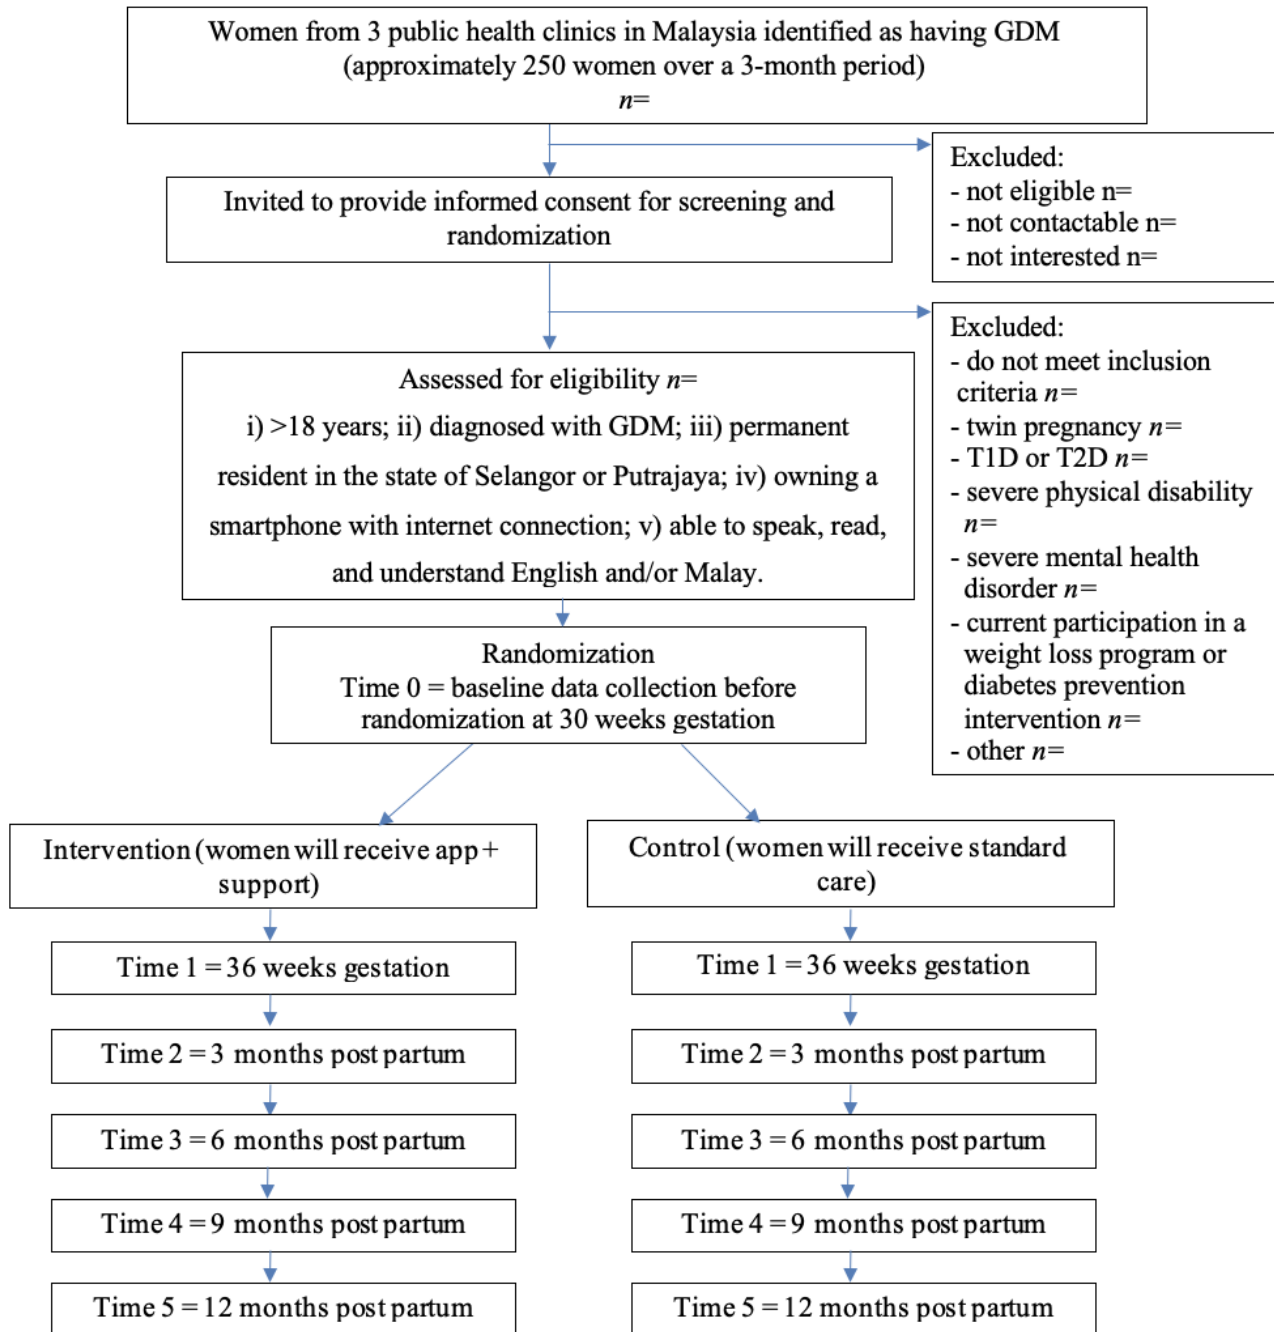 Women from 3 public health clinics in Malaysia identified as having GDM
(approximately 250 women over a 3-month period)
n=
Excluded:
- not eligible n=
- not contactable n=
- not interested n=
Invited to provide informed consent for screening and
randomization
Excluded:
- do not meet inclusion
criteria n=
- twin pregnancy n=
- T1D or T2D n=
- severe physical disability
n=
- severe mental health
disorder n=
- current participation in a
weight loss program or
diabetes prevention
intervention n=
- other n=
Assessed for eligibility n=
i) >18 years; ii) diagnosed with GDM; iii) permanent
resident in the state of Selangor or Putrajaya; iv) owning a
smartphone with internet connection; v) able to speak, read,
and understand English and/or Malay.
Randomization
Time 0 = baseline data collection before
randomization at 30 weeks gestation
Intervention (women will receive app +
support)
Time 1 = 36 weeks gestation
Time 2 = 3 months post partum
Time 3 = 6 months post partum
Time 4 = 9 months post partum
Time 5 = 12 months post partum
Control (women will receive standard
care)
Time 1 = 36 weeks gestation
Time 2 = 3 months post partum
Time 3 = 6 months post partum
Time 4 = 9 months post partum
Time 5 = 12 months post partum